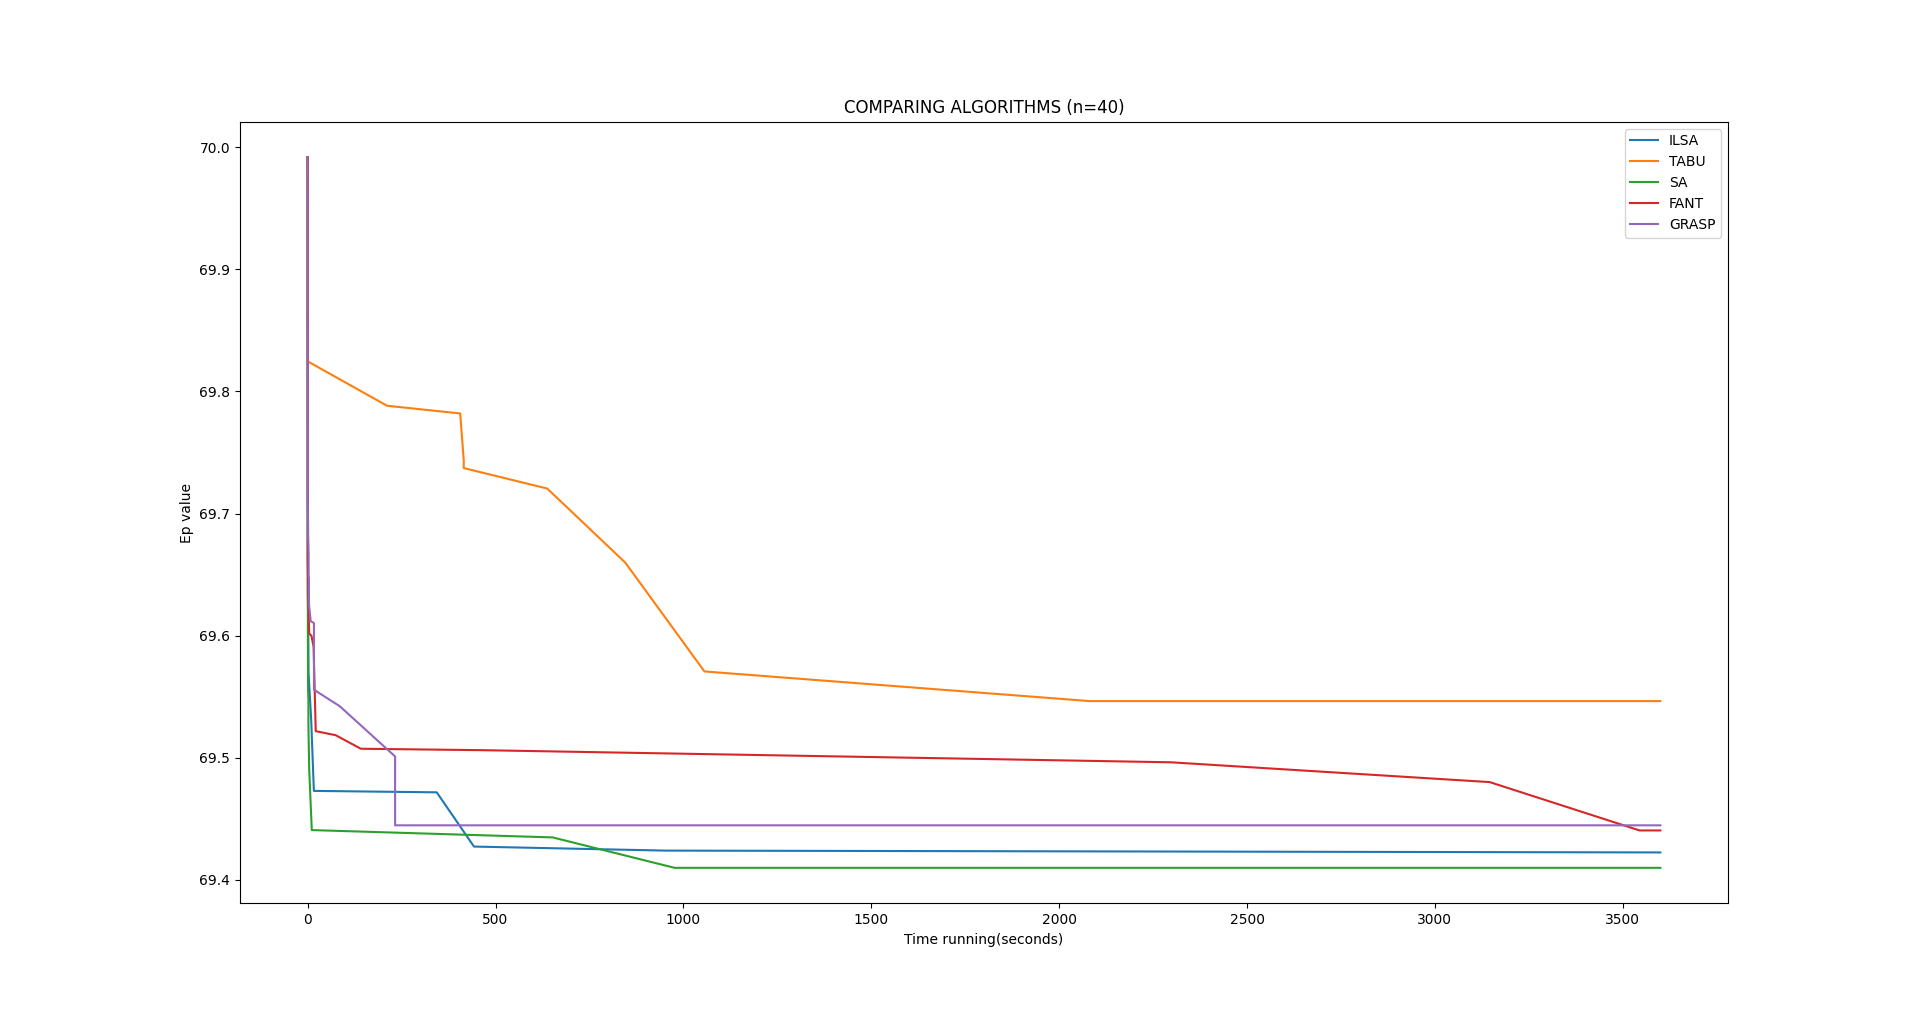 COMPARING ALGORITHMS (n=40)
70.0
69.9
69.8
69.7
69.6
69.5
69.4
Ep value
ILSA
TABU
SA
FANT
GRASP
0 500 1000 1500 2000 2500 3000 3500
Time running(seconds)